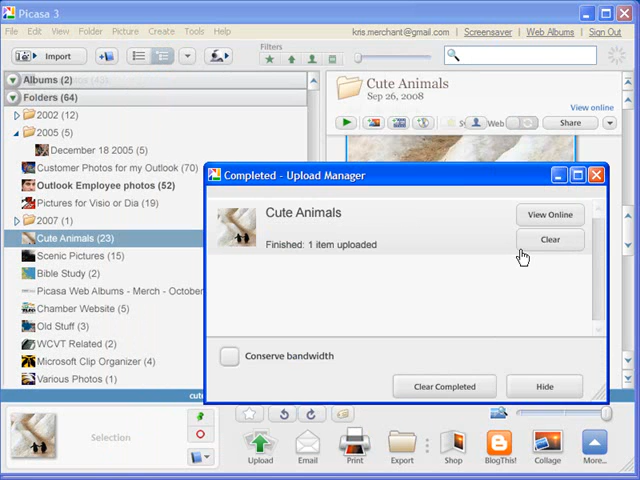 Picasa 3
File Edit View Folder Picture Create Tools Help
kris.merchant@gmail.com | Screensaver | Web Albums | Sign Out
Import
Filters
Albums (2)
Folders (64)
2002 (12)
2005 (5)
December 18 2005 (5)
Customer Photos for my Outlook (70)
Outlook Employee photos (52)
Pictures for Visio or Dia (19)
2007 (1)
Cute Animals (23)
Scenic Pictures (15)
Bible Study (2)
Picasa Web Albums - Merch - October
Chamber Website (5)
Old Stuff (3)
WCVT Related (2)
Microsoft Clip Organizer (4)
Various Photos (1)
Cute Animals
Sep 26, 2008
View online
Web
Share
Completed - Upload Manager
Cute Animals
Finished: 1 item uploaded
View Online
Clear
Conserve bandwidth
Clear Completed
Hide
Selection
Upload
Email
Print
Export
Shop
BlogThis!
Collage
More...